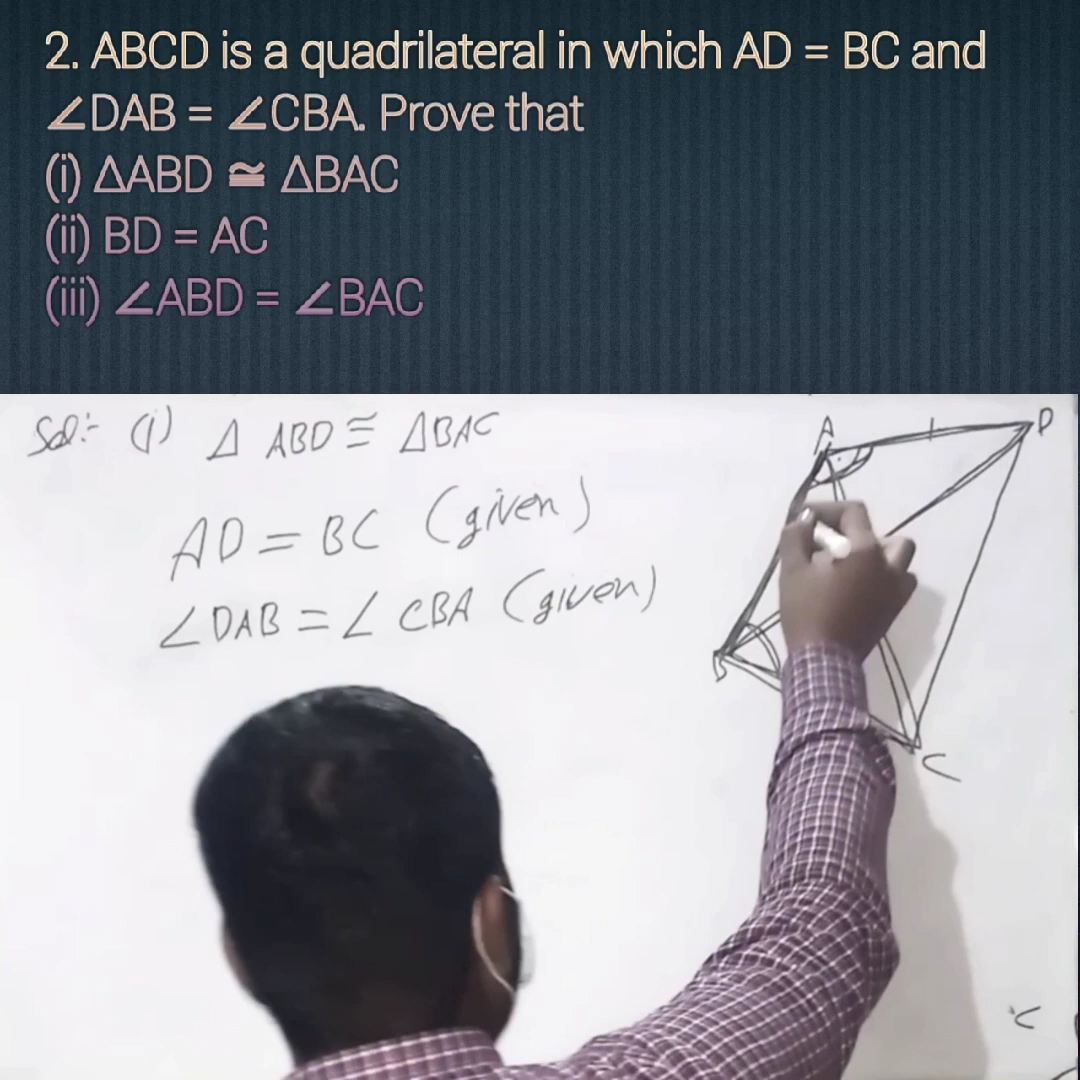 2. ABCD is a quadrilateral in which AD = BC and
∠DAB = ∠CBA. Prove that
(i) ΔABD ≅ ΔBAC
(ii) BD = AC
(iii) ∠ABD = ∠BAC
Sol:- (i) Δ ABD ≅ ΔBAC
AD = BC (given)
∠DAB = ∠ CBA (given)
A
D
B
C